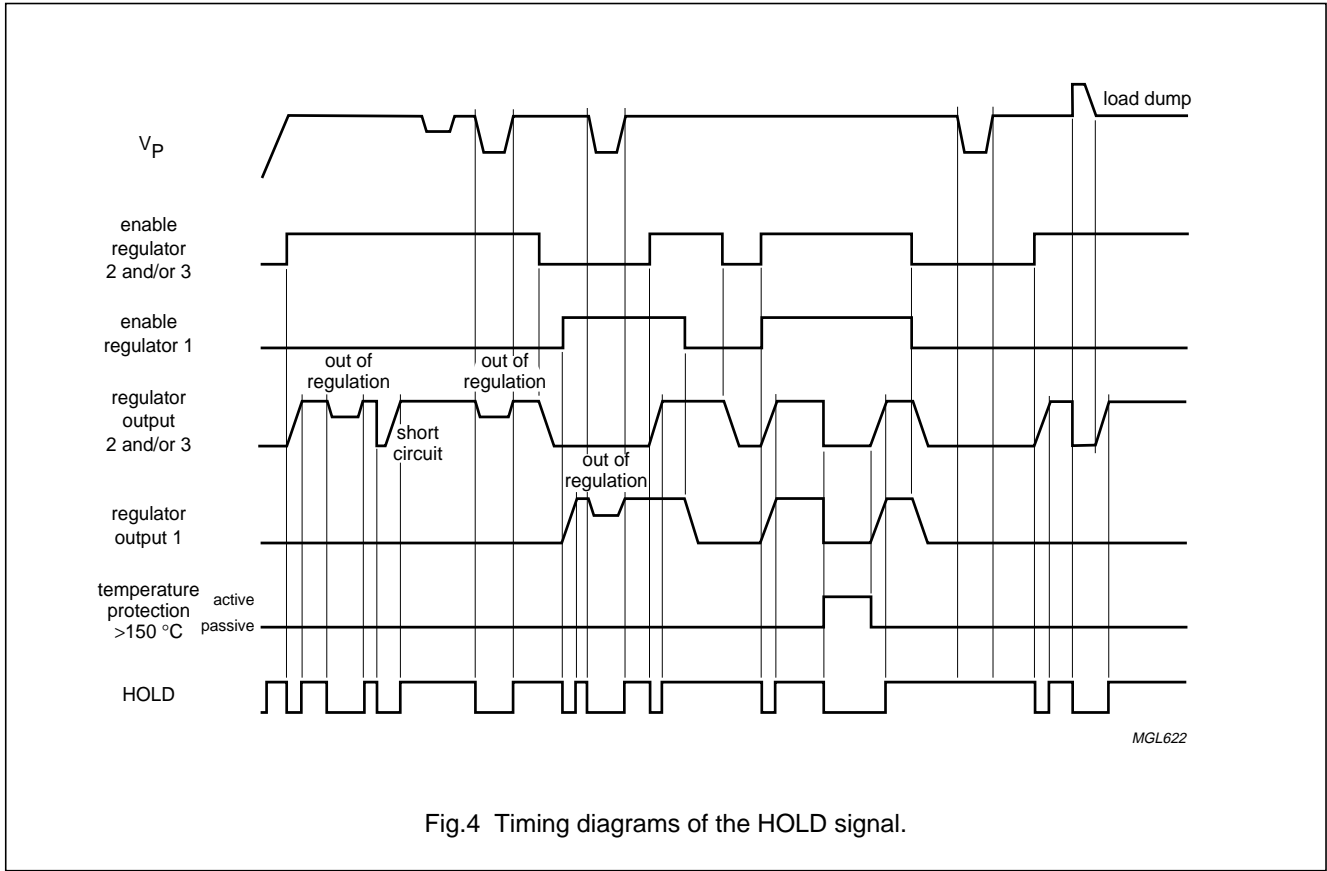 load dump
VP
enable
regulator
2 and/or 3
enable
regulator 1
out of
regulation
out of
regulation
regulator
output
2 and/or 3
short
circuit
out of
regulation
regulator
output 1
temperature
protection
>150 °C
active
passive
HOLD
MGL622
Fig.4 Timing diagrams of the HOLD signal.